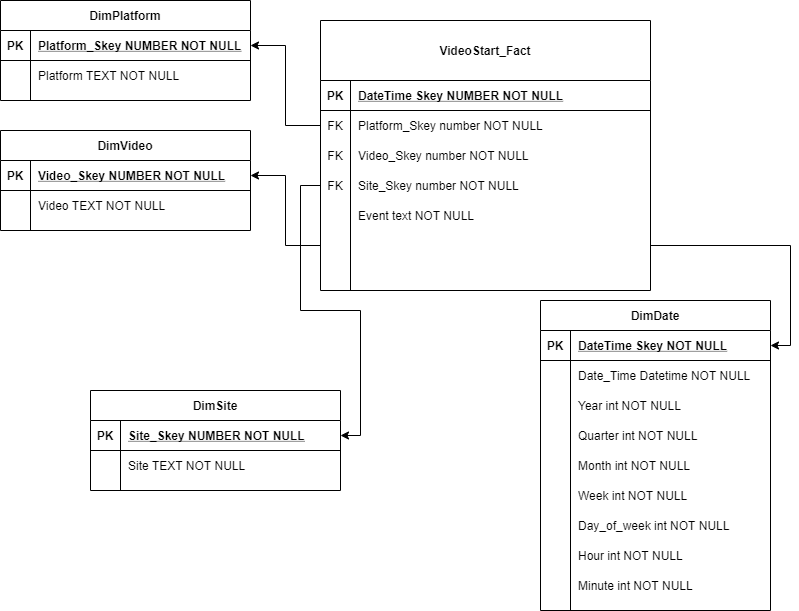 DimPlatform
PK Platform_Skey NUMBER NOT NULL
Platform TEXT NOT NULL
DimVideo
PK Video_Skey NUMBER NOT NULL
Video TEXT NOT NULL
VideoStart_Fact
PK DateTime Skey NUMBER NOT NULL
FK Platform_Skey number NOT NULL
FK Video_Skey number NOT NULL
FK Site_Skey number NOT NULL
Event text NOT NULL
DimSite
PK Site_Skey NUMBER NOT NULL
Site TEXT NOT NULL
DimDate
PK DateTime Skey NOT NULL
Date_Time Datetime NOT NULL
Year int NOT NULL
Quarter int NOT NULL
Month int NOT NULL
Week int NOT NULL
Day_of_week int NOT NULL
Hour int NOT NULL
Minute int NOT NULL